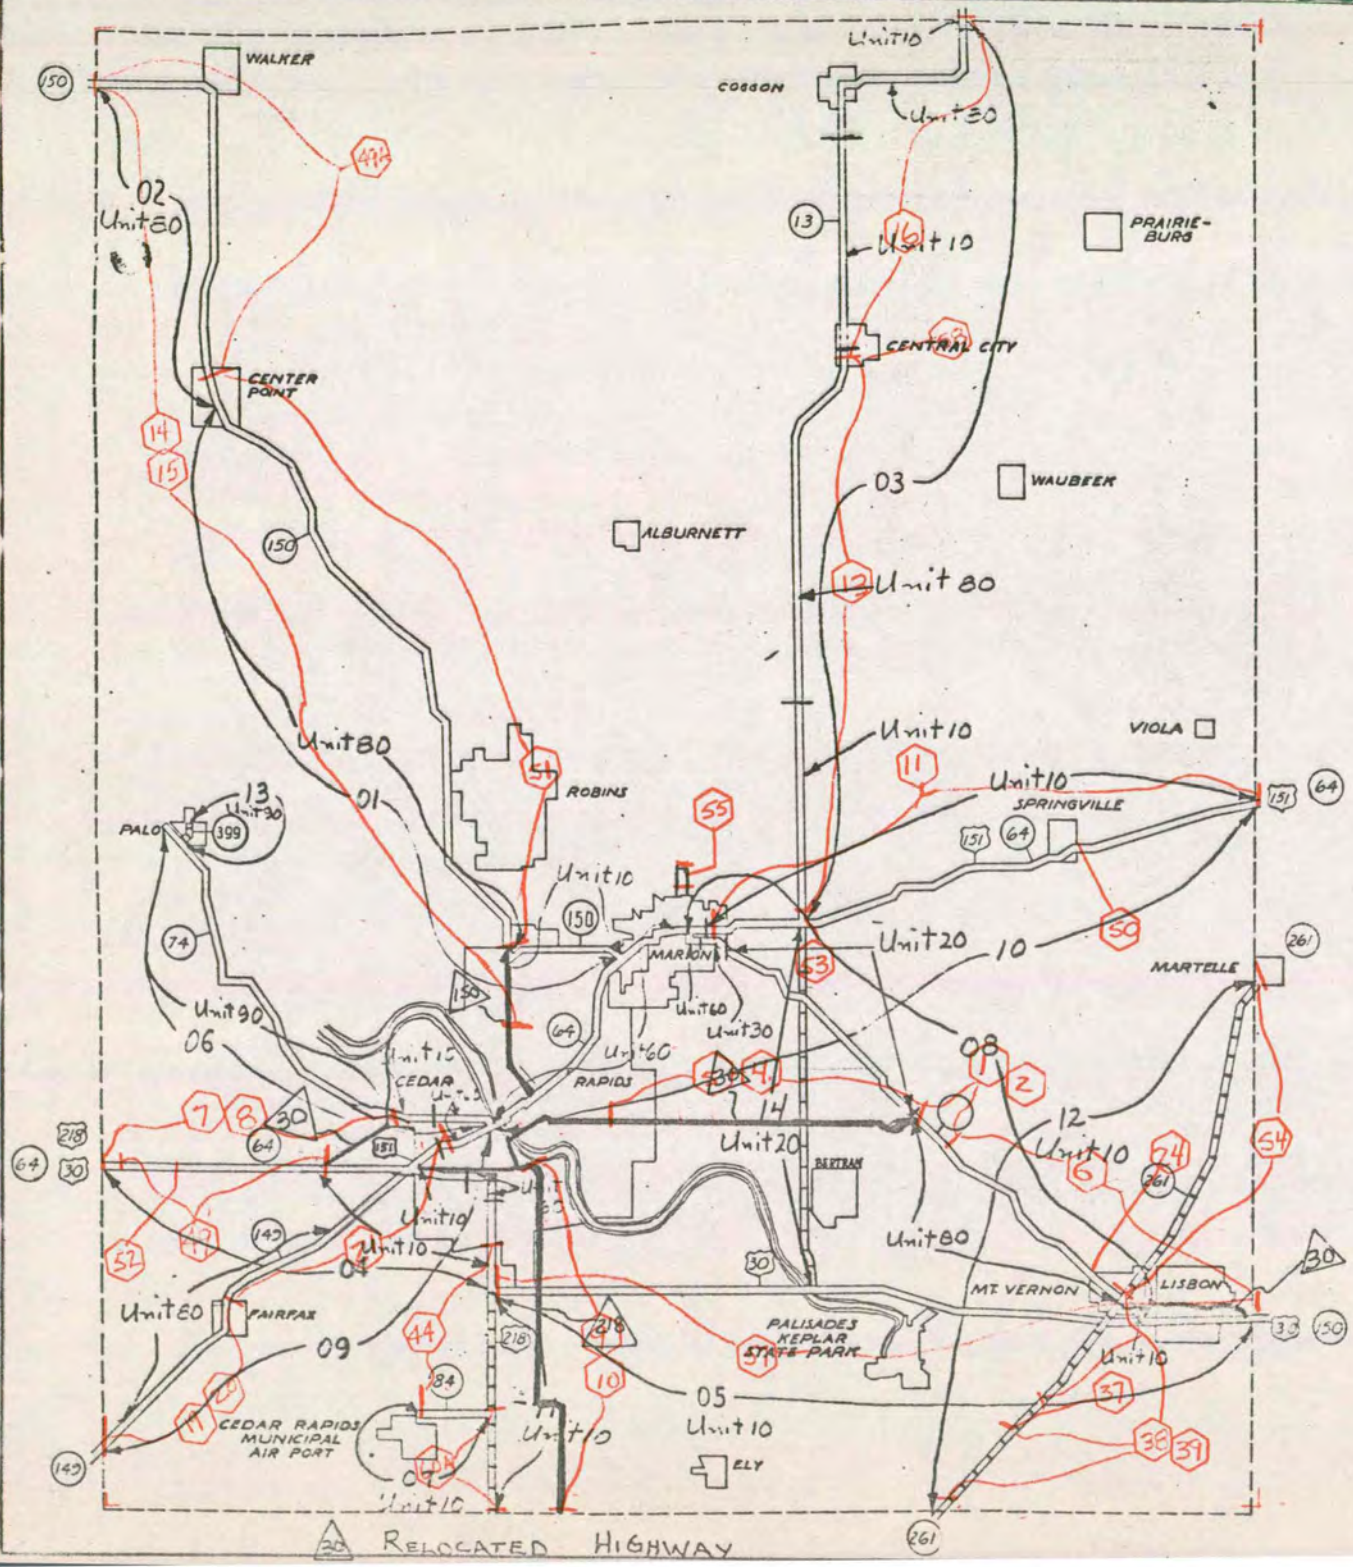 Unit 10
WALKER
150
COGGON
Unit 80
49A
02
Unit 80
13
16
Unit 10
PRAIRIE-
BURG
CENTRAL CITY
CENTER
POINT
14
15
03
WAUBEEK
150
ALBURNETT
12
Unit 80
Unit 10
VIOLA
Unit 80
11
51
Unit 10
151
64
01
ROBINS
SPRINGVILLE
13
Unit 90
55
PALO
399
151
64
Unit 10
150
50
74
MARION
Unit 20
10
261
53
MARTELLE
150
Unit 90
64
Unit 60
Unit 30
06
Unit 60
08
CEDAR
RAPIDS
4
1
2
7
8
30
14
12
218
64
151
Unit 20
54
64
30
Unit 10
BERTRAM
6
24
261
149
Unit 10
52
49
Unit 10
Unit 80
30
30
04
MT. VERNON
LISBON
Unit 80
FAIRFAX
PALISADES
KEPLAR
STATE PARK
218
44
218
30
150
09
Unit 10
10
84
05
37
20
CEDAR RAPIDS
MUNICIPAL
AIR PORT
Unit 10
Unit 10
38
39
149
ELY
Unit 10
261
30 RELOCATED HIGHWAY